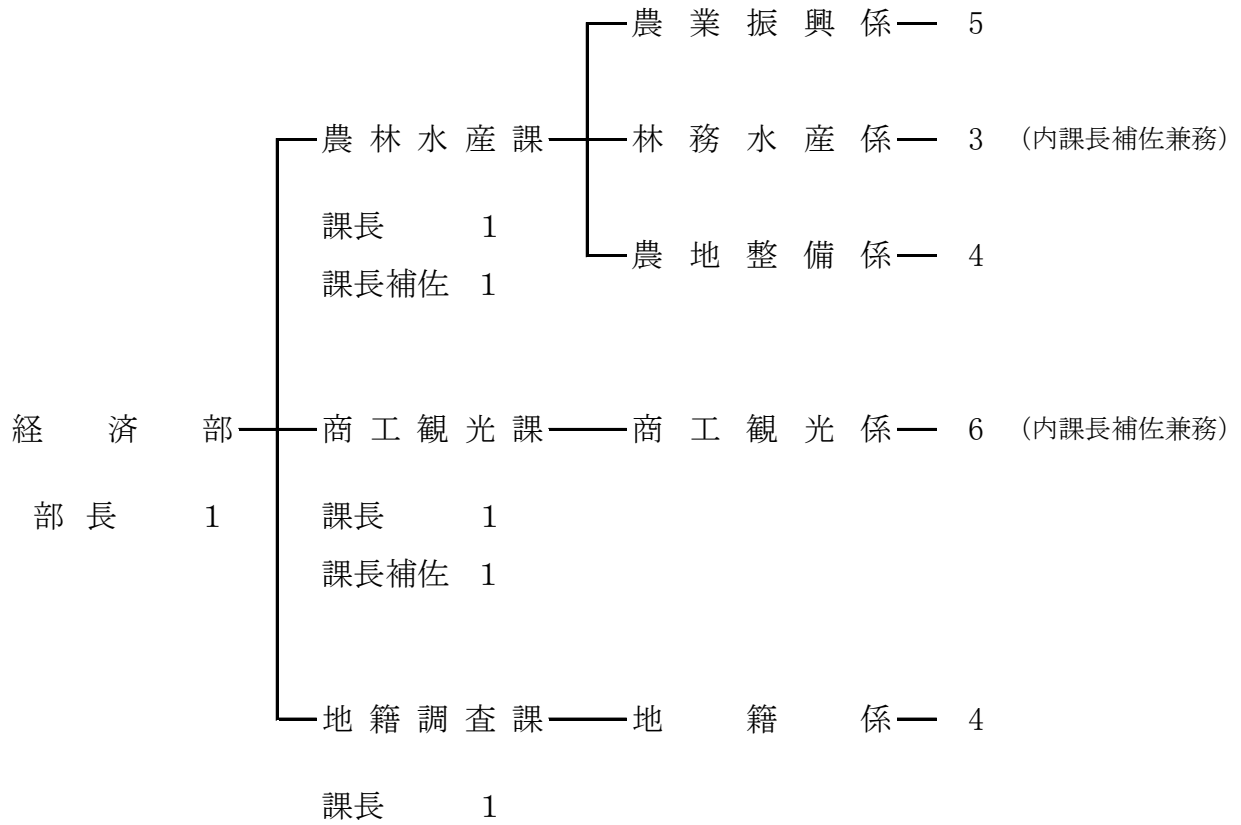 農業振興係 5
農林水産課 林務水産係 3 (内課長補佐兼務)
課長 1
農地整備係 4
課長補佐 1
経済部 商工観光課 商工観光係 6 (内課長補佐兼務)
部長 1 課長 1
課長補佐 1
地籍調査課 地籍係 4
課長 1